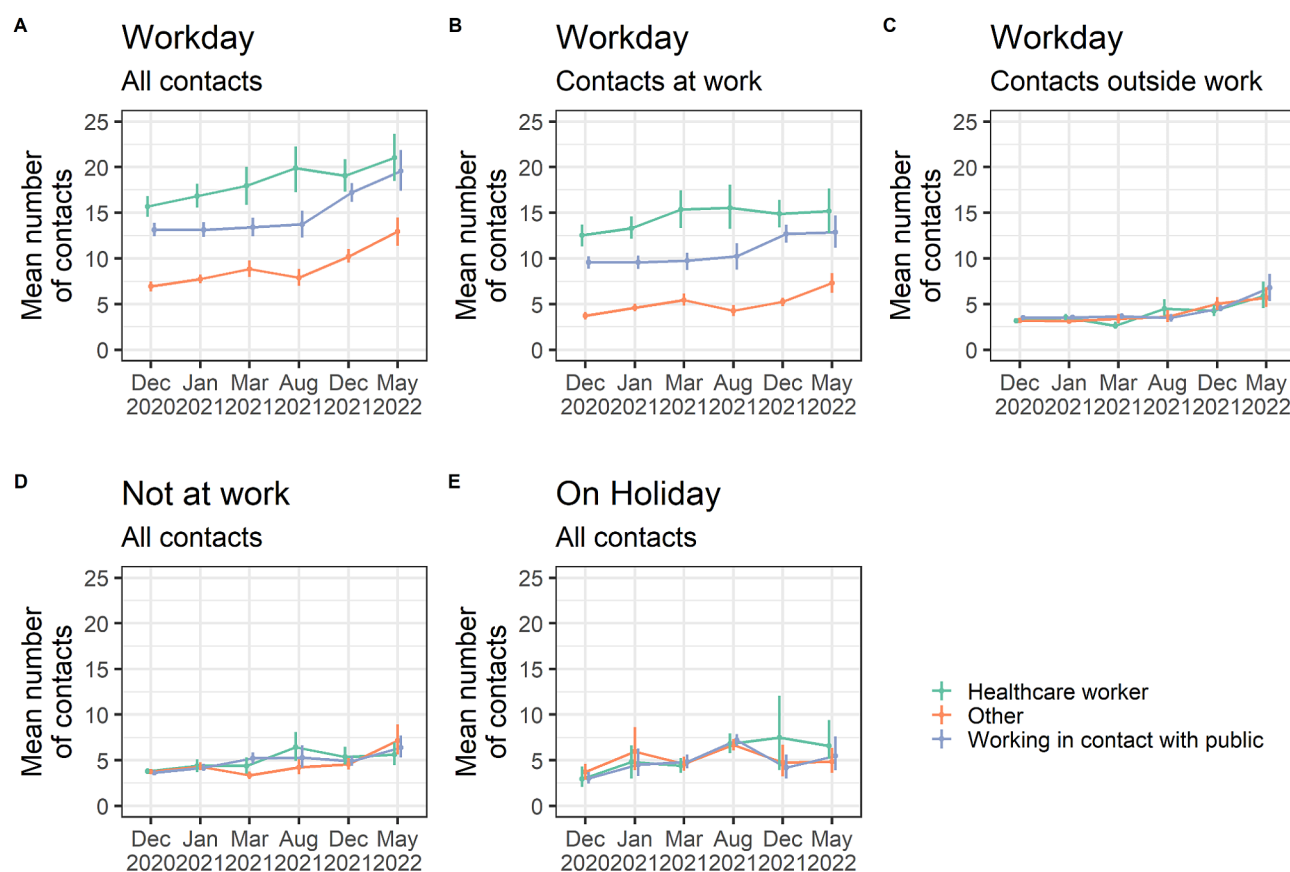 A
Workday
All contacts
Mean number
of contacts
25
20
15
10
5
0
Dec Jan Mar Aug Dec May
2020 2021 2021 2021 2021 2022
B
Workday
Contacts at work
Mean number
of contacts
25
20
15
10
5
0
Dec Jan Mar Aug Dec May
2020 2021 2021 2021 2021 2022
C
Workday
Contacts outside work
Mean number
of contacts
25
20
15
10
5
0
Dec Jan Mar Aug Dec May
2020 2021 2021 2021 2021 2022
D
Not at work
All contacts
Mean number
of contacts
25
20
15
10
5
0
Dec Jan Mar Aug Dec May
2020 2021 2021 2021 2021 2022
E
On Holiday
All contacts
Mean number
of contacts
25
20
15
10
5
0
Dec Jan Mar Aug Dec May
2020 2021 2021 2021 2021 2022
Healthcare worker
Other
Working in contact with public